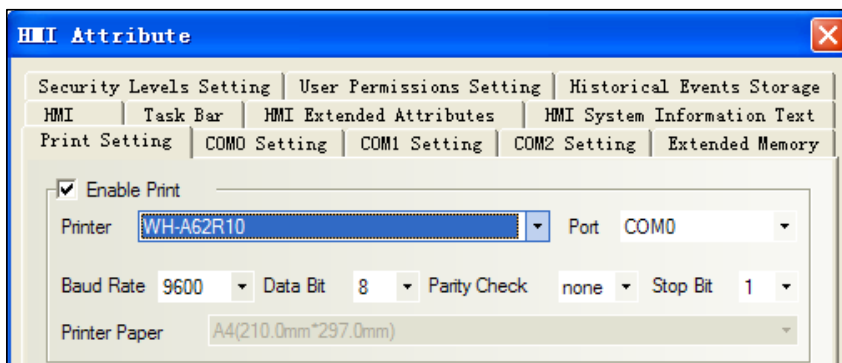 HMI Attribute
Security Levels Setting User Permissions Setting Historical Events Storage
HMI Task Bar HMI Extended Attributes HMI System Information Text
Print Setting COM0 Setting COM1 Setting COM2 Setting Extended Memory
Enable Print
Printer WH-A62R10 Port COM0
Baud Rate 9600 Data Bit 8 Parity Check none Stop Bit 1
Printer Paper A4(210.0mm*297.0mm)